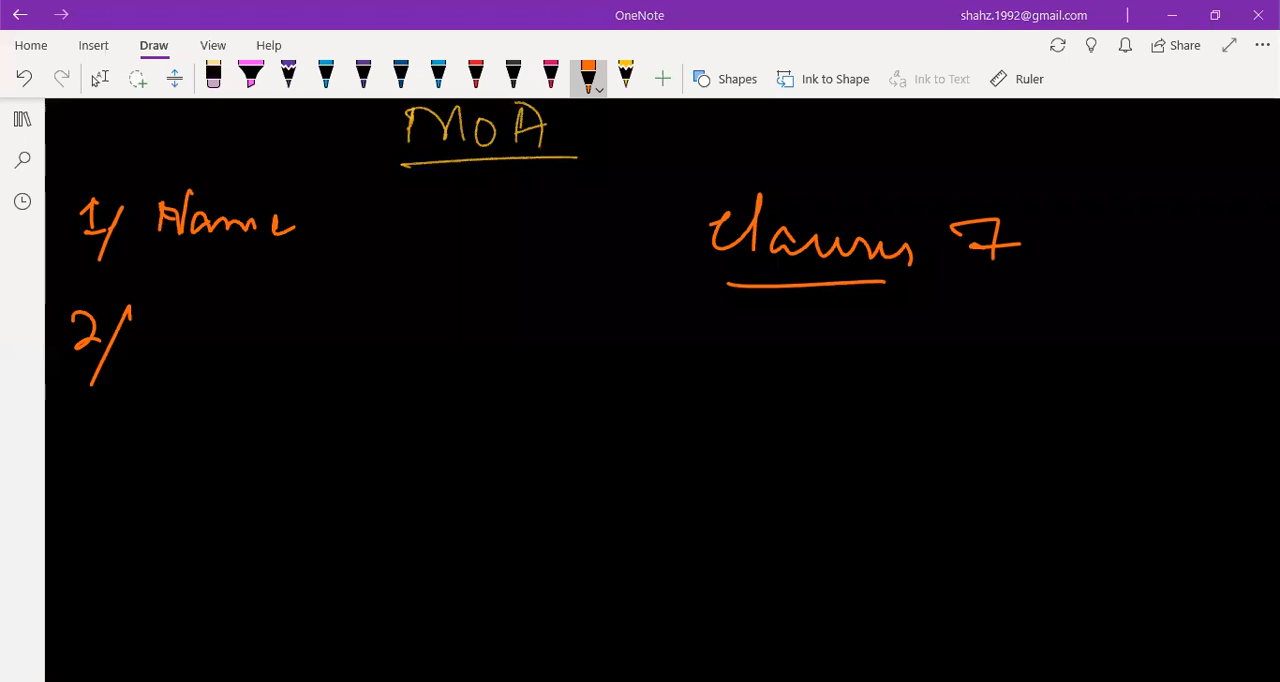 OneNote
shahz.1992@gmail.com
Home Insert Draw View Help
Share
Shapes Ink to Shape Ink to Text Ruler
MOA
1/ Name
Clauses 7
2/